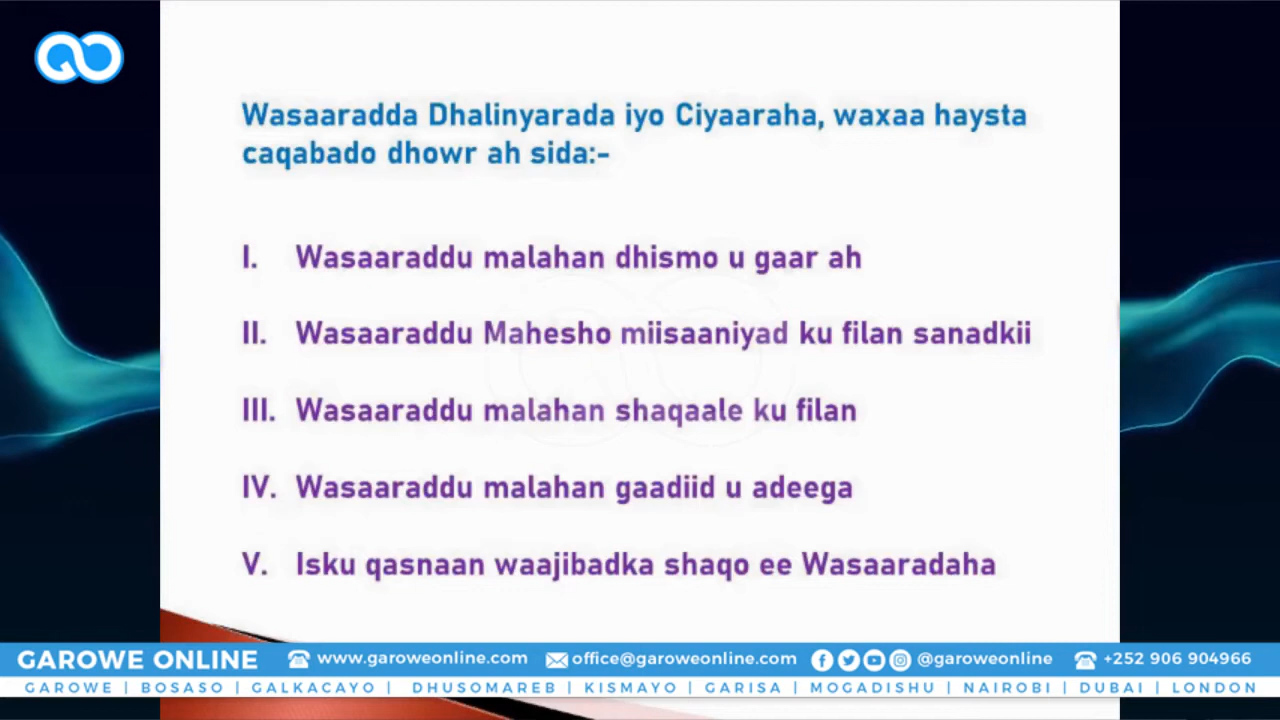 GO
Wasaaradda Dhalinyarada iyo Ciyaaraha, waxaa haysta
caqabado dhowr ah sida:-
I. Wasaaraddu malahan dhismo u gaar ah
II. Wasaaraddu Mahesho miisaaniyad ku filan sanadkii
III. Wasaaraddu malahan shaqaale ku filan
IV. Wasaaraddu malahan gaadiid u adeega
V. Isku qasnaan waajibadka shaqo ee Wasaaradaha
GAROWE ONLINE www.garoweonline.com office@garoweonline.com @garoweonline +252 906 904966
GAROWE | BOSASO | GALKACAYO | DHUSOMAREB | KISMAYO | GARISA | MOGADISHU | NAIROBI | DUBAI | LONDON